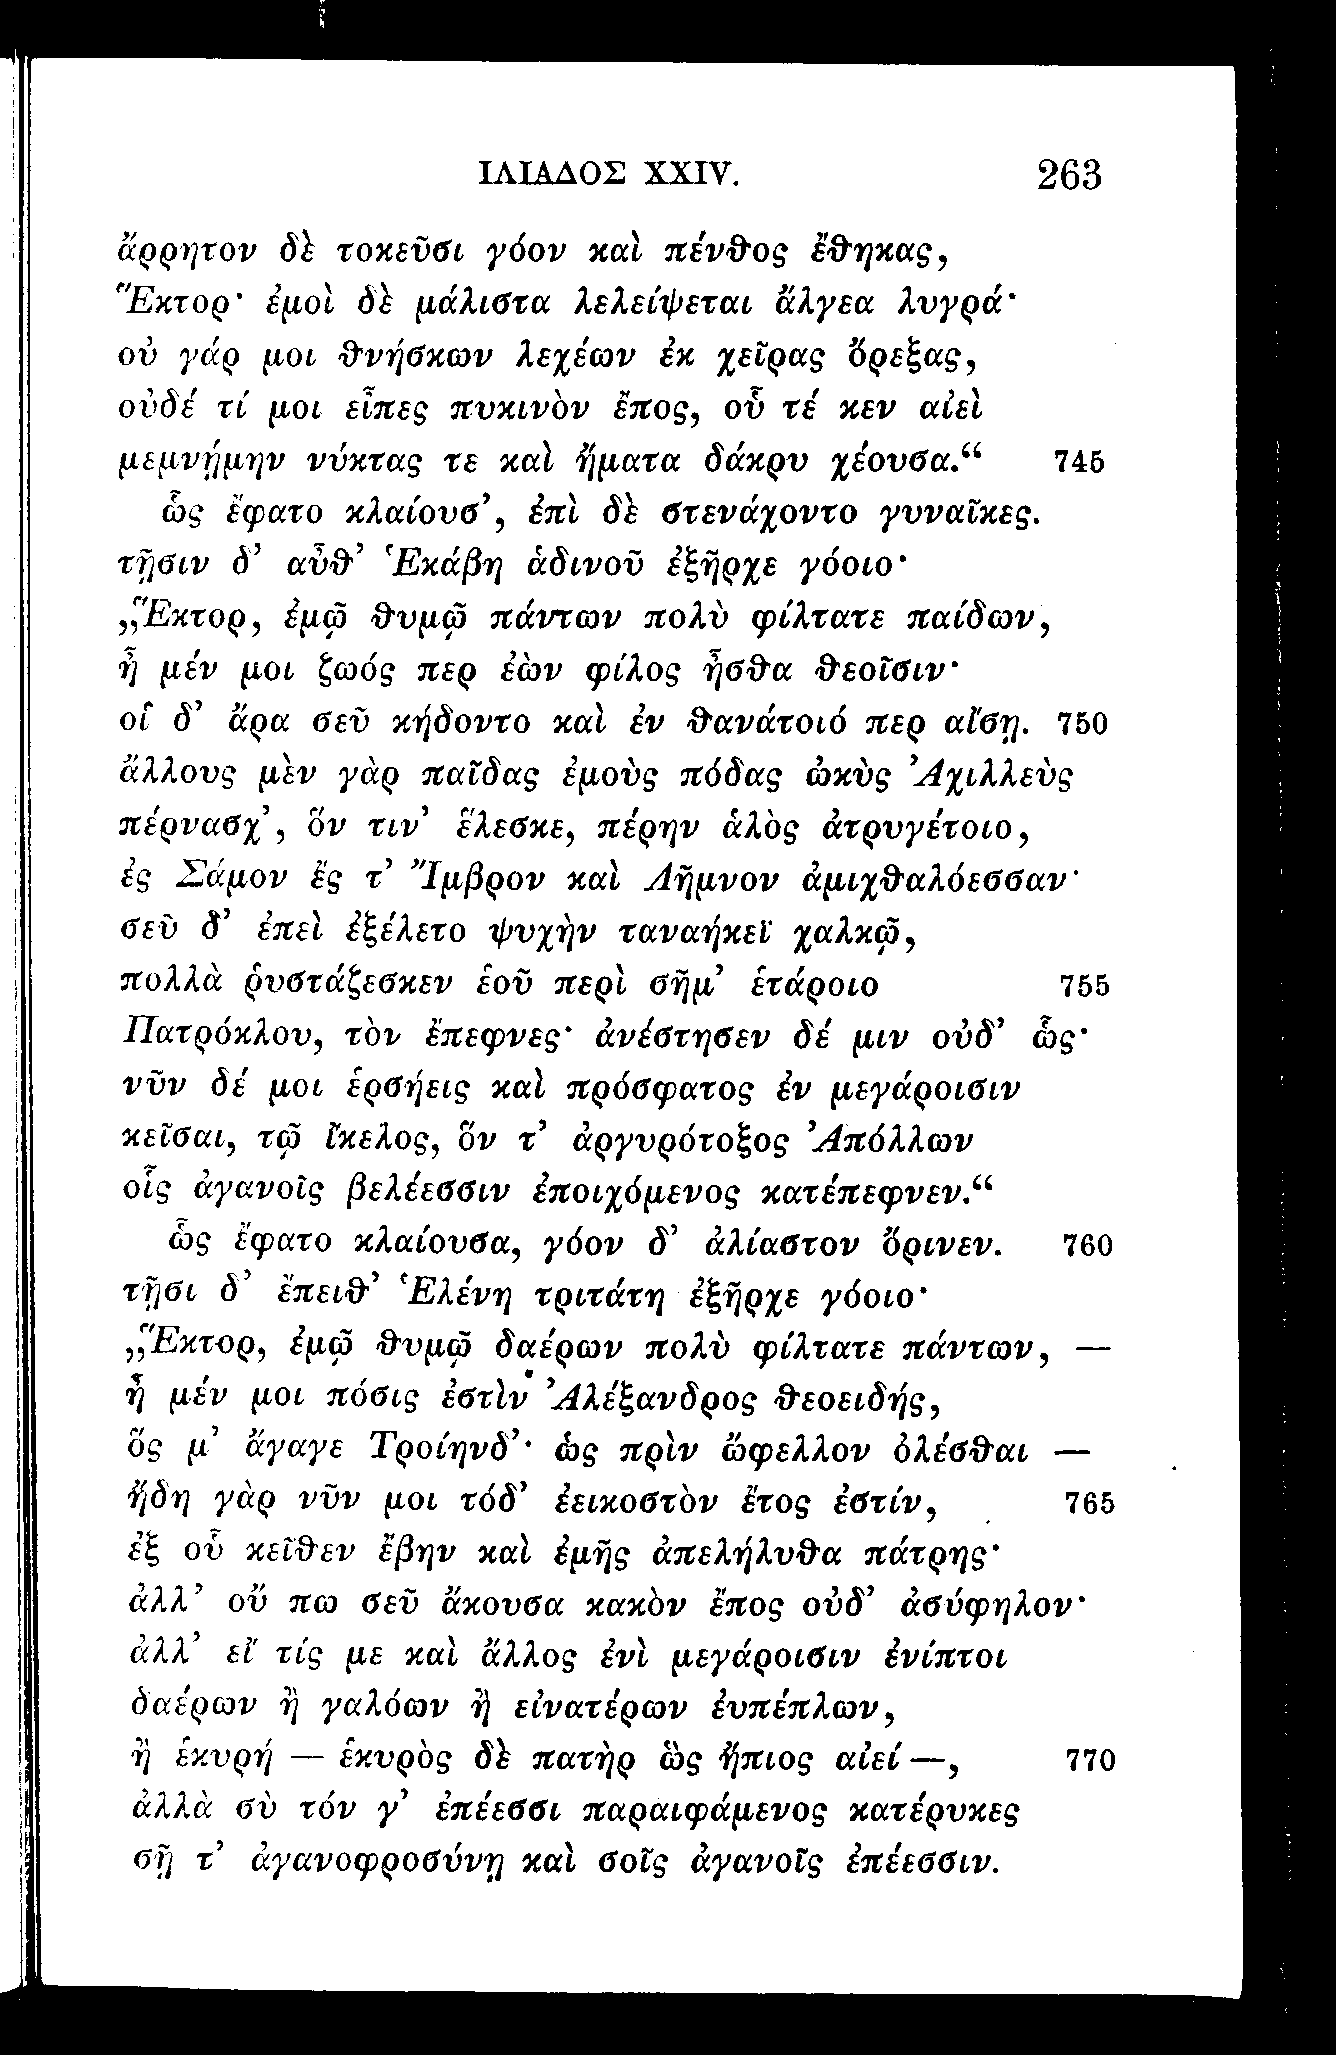 ΙΛΙΑΔΟΣ XXIV. 263
ἄρρητον δὲ τοκεῦσι γόον καὶ πένθος ἔθηκας,
Ἕκτορ· ἐμοὶ δὲ μάλιστα λελείψεται ἄλγεα λυγρά·
οὐ γάρ μοι θνήσκων λεχέων ἐκ χεῖρας ὄρεξας,
οὐδέ τί μοι εἶπες πυκινὸν ἔπος, οὗ τέ κεν αἰεὶ
μεμνῄμην νύκτας τε καὶ ἤματα δάκρυ χέουσα.“ 745
ὣς ἔφατο κλαίουσ’, ἐπὶ δὲ στενάχοντο γυναῖκες.
τῇσιν δ’ αὖθ’ Ἑκάβη ἁδινοῦ ἐξῆρχε γόοιο·
„Ἕκτορ, ἐμῷ θυμῷ πάντων πολὺ φίλτατε παίδων,
ἦ μέν μοι ζωός περ ἐὼν φίλος ἦσθα θεοῖσιν·
οἳ δ’ ἄρα σεῦ κήδοντο καὶ ἐν θανάτοιό περ αἴσῃ. 750
ἄλλους μὲν γὰρ παῖδας ἐμοὺς πόδας ὠκὺς Ἀχιλλεὺς
πέρνασχ’, ὅν τιν’ ἕλεσκε, πέρην ἁλὸς ἀτρυγέτοιο,
ἐς Σάμον ἔς τ’ Ἴμβρον καὶ Λῆμνον ἀμιχθαλόεσσαν·
σεῦ δ’ ἐπεὶ ἐξέλετο ψυχὴν ταναήκεϊ χαλκῷ,
πολλὰ ῥυστάζεσκεν ἑοῦ περὶ σῆμ’ ἑτάροιο 755
Πατρόκλου, τὸν ἔπεφνες· ἀνέστησεν δέ μιν οὐδ’ ὧς·
νῦν δέ μοι ἑρσήεις καὶ πρόσφατος ἐν μεγάροισιν
κεῖσαι, τῷ ἴκελος, ὅν τ’ ἀργυρότοξος Ἀπόλλων
οἷς ἀγανοῖς βελέεσσιν ἐποιχόμενος κατέπεφνεν.“
ὣς ἔφατο κλαίουσα, γόον δ’ ἀλίαστον ὄρινεν. 760
τῇσι δ’ ἔπειθ’ Ἑλένη τριτάτη ἐξῆρχε γόοιο·
„Ἕκτορ, ἐμῷ θυμῷ δαέρων πολὺ φίλτατε πάντων, —
ἦ μέν μοι πόσις ἐστὶν Ἀλέξανδρος θεοειδής,
ὅς μ’ ἄγαγε Τροίηνδ’· ὡς πρὶν ὤφελλον ὀλέσθαι —
ἤδη γὰρ νῦν μοι τόδ’ ἐεικοστὸν ἔτος ἐστίν, 765
ἐξ οὗ κεῖθεν ἔβην καὶ ἐμῆς ἀπελήλυθα πάτρης·
ἀλλ’ οὔ πω σεῦ ἄκουσα κακὸν ἔπος οὐδ’ ἀσύφηλον·
ἀλλ’ εἴ τίς με καὶ ἄλλος ἐνὶ μεγάροισιν ἐνίπτοι
δαέρων ἢ γαλόων ἢ εἰνατέρων ἐυπέπλων,
ἢ ἑκυρή — ἑκυρὸς δὲ πατὴρ ὣς ἤπιος αἰεί —, 770
ἀλλὰ σὺ τόν γ’ ἐπέεσσι παραιφάμενος κατέρυκες
σῇ τ’ ἀγανοφροσύνῃ καὶ σοῖς ἀγανοῖς ἐπέεσσιν.